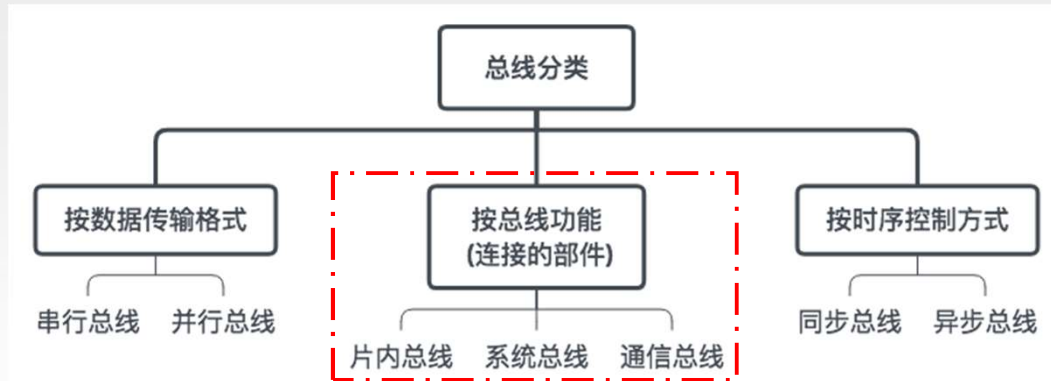 总线分类
按数据传输格式
按总线功能
(连接的部件)
按时序控制方式
串行总线
并行总线
片内总线
系统总线
通信总线
同步总线
异步总线